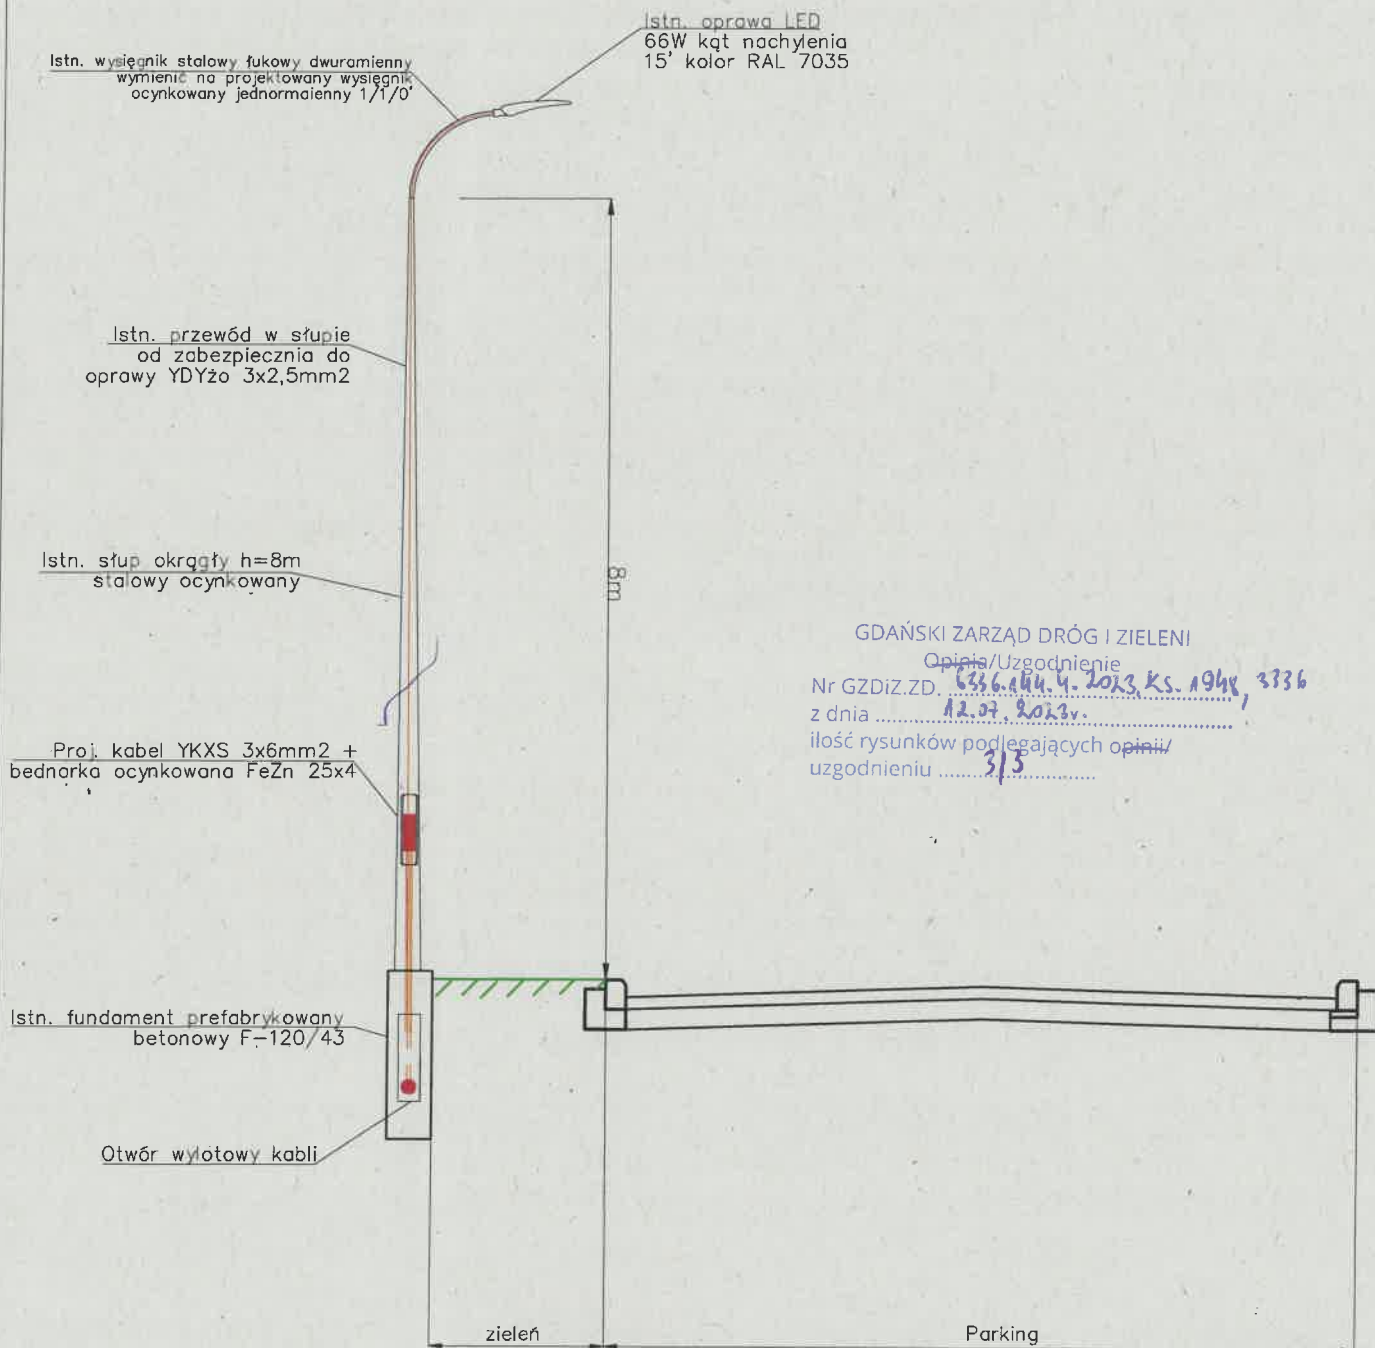 Istn. oprawa LED
66W kąt nachylenia
15' kolor RAL 7035
Istn. wysięgnik stalowy łukowy dwuramienny
wymienić na projektowany wysięgnik
ocynkowany jednormaienny 1/1/0'
Istn. przewód w słupie
od zabezpiecznia do
oprawy YDYżo 3x2,5mm2
Istn. słup okrągły h=8m
stalowy ocynkowany
8m
GDAŃSKI ZARZĄD DRÓG I ZIELENI
Opinia/Uzgodnienie
Nr GZDiZ.ZD. 6336.144.4.2023.KS.1948, 3336
z dnia 12.07.2023r.
ilość rysunków podlegających opinii/
uzgodnieniu 3/3
Proj. kabel YKXS 3x6mm2 +
bednarka ocynkowana FeZn 25x4
Istn. fundament prefabrykowany
betonowy F-120/43
Otwór wylotowy kabli
zieleń
Parking